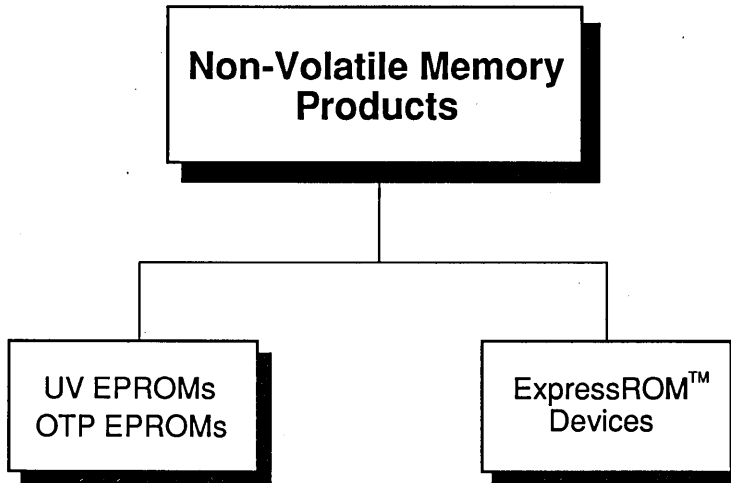 Non-Volatile Memory
Products
UV EPROMs
OTP EPROMs
ExpressROM™
Devices